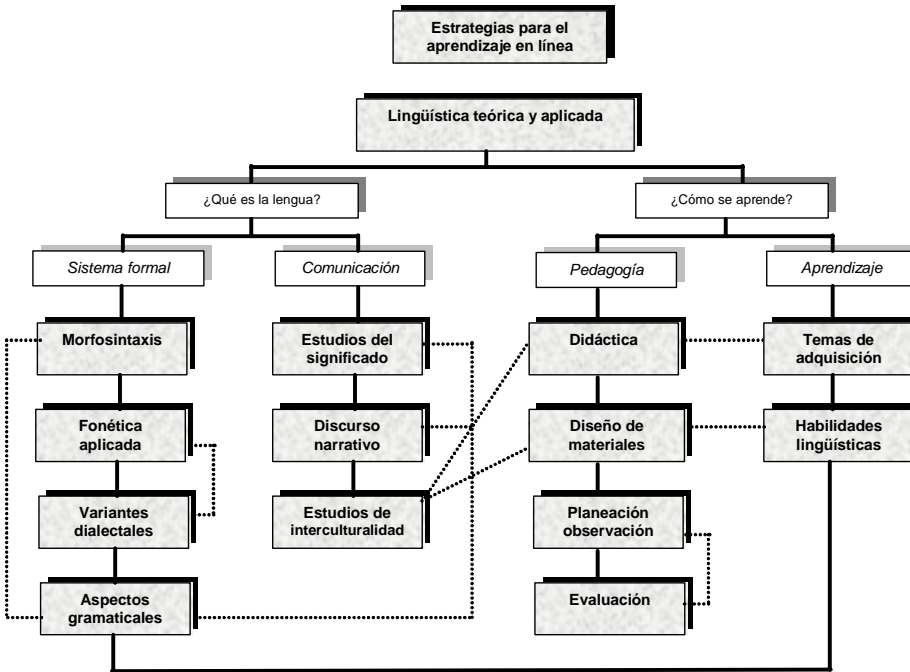 Estrategias para el
aprendizaje en línea
Lingüística teórica y aplicada
¿Qué es la lengua?
¿Cómo se aprende?
Sistema formal
Comunicación
Pedagogía
Aprendizaje
Morfosintaxis
Estudios del
significado
Didáctica
Temas de
adquisición
Fonética
aplicada
Discurso
narrativo
Diseño de
materiales
Habilidades
lingüísticas
Variantes
dialectales
Estudios de
interculturalidad
Planeación
observación
Aspectos
gramaticales
Evaluación